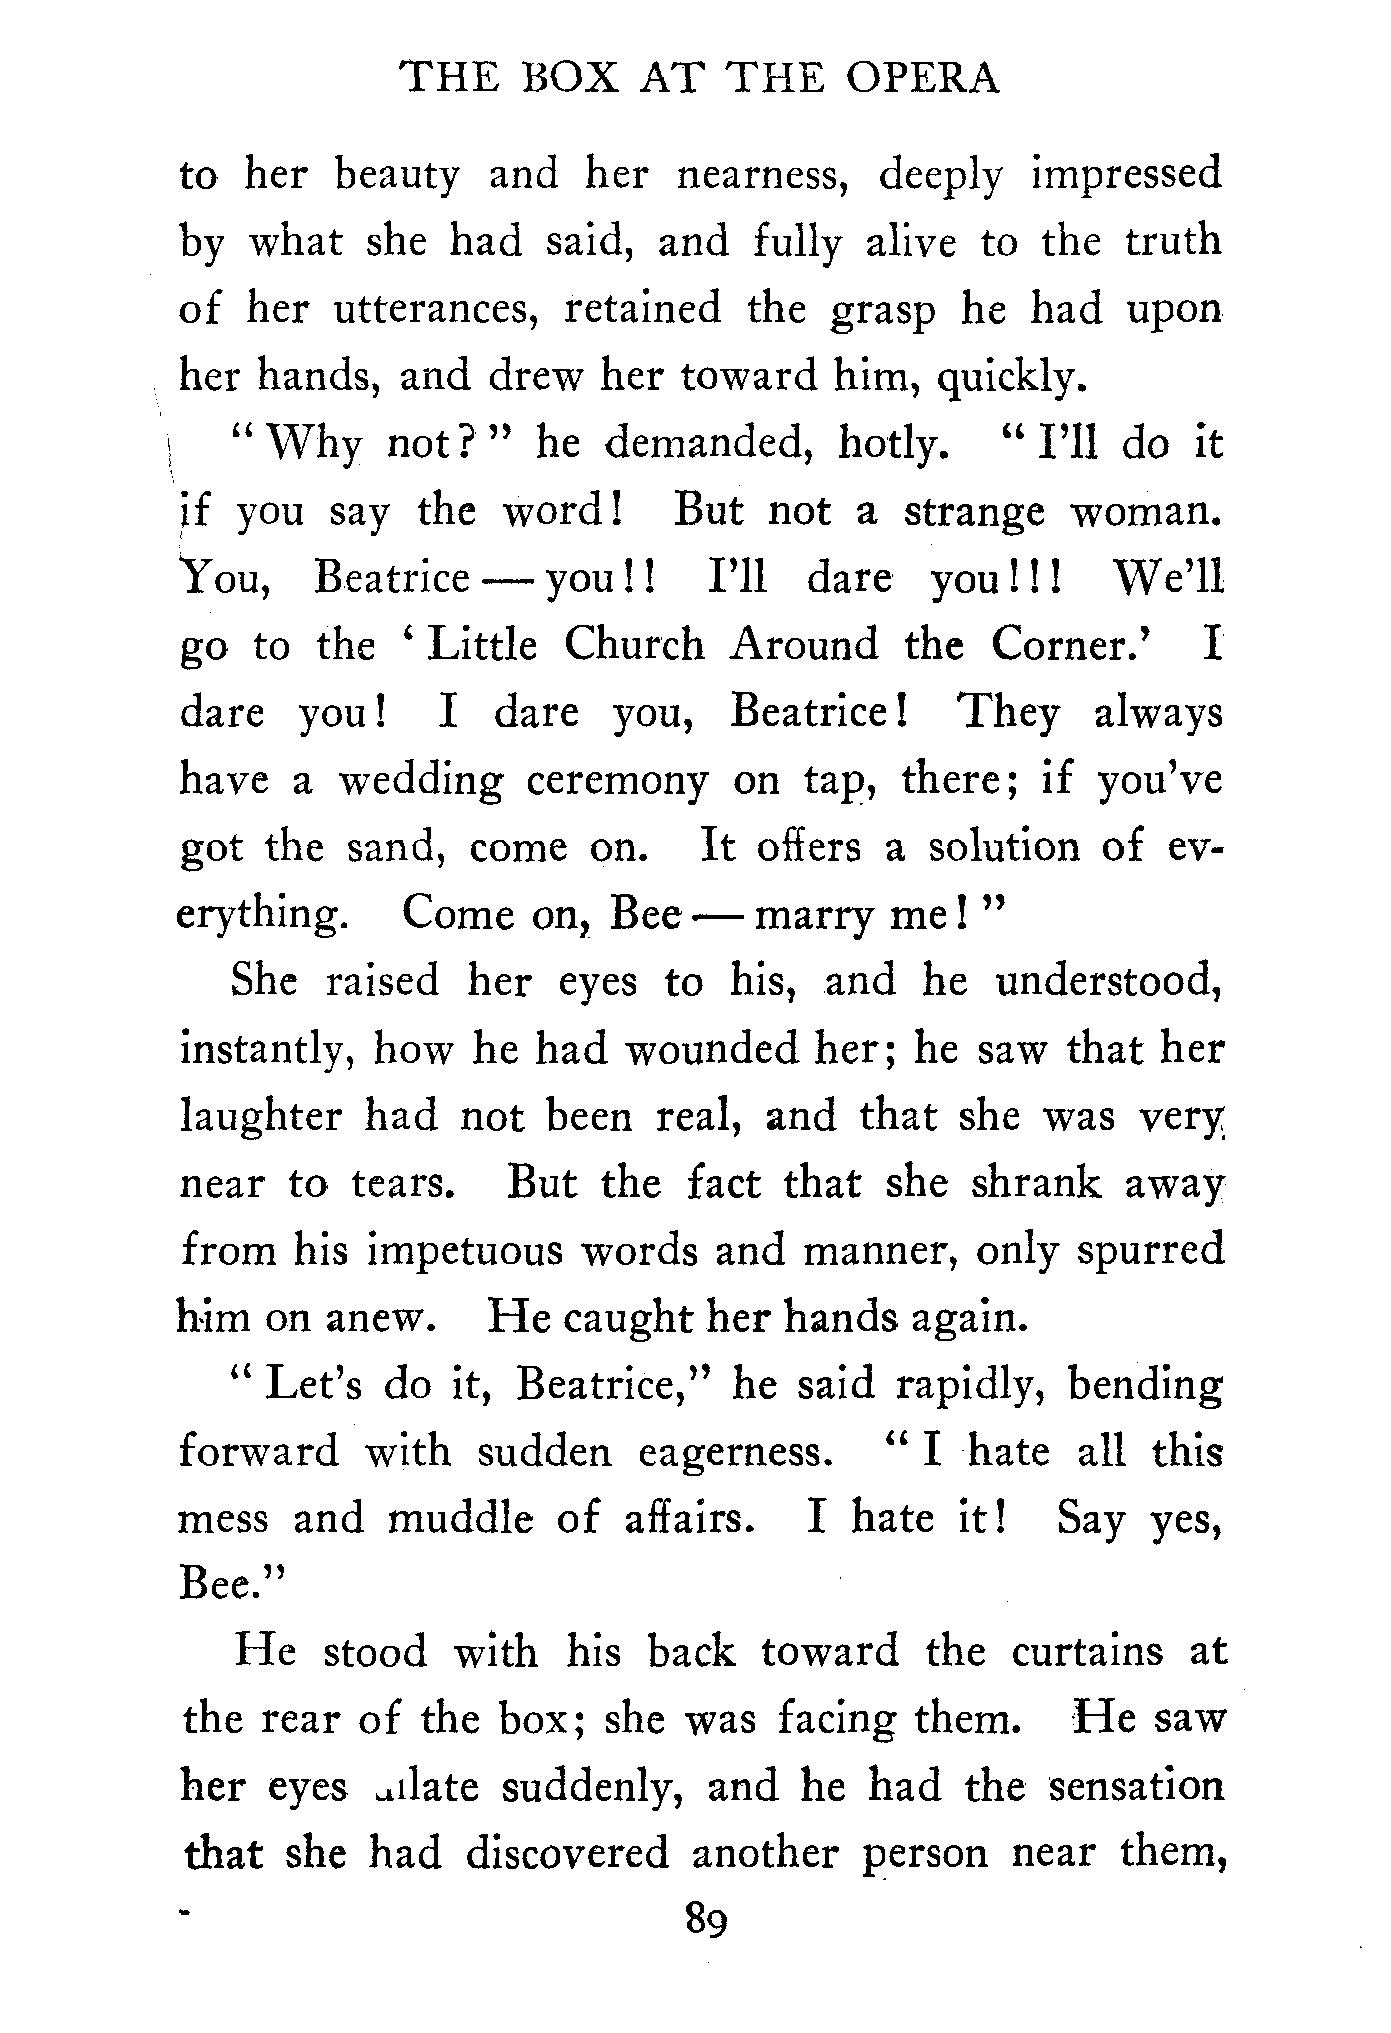 THE BOX AT THE OPERA
to her beauty and her nearness, deeply impressed
by what she had said, and fully alive to the truth
of her utterances, retained the grasp he had upon
her hands, and drew her toward him, quickly.
“ Why not ? ” he demanded, hotly. “ I’ll do it
if you say the word ! But not a strange woman.
You, Beatrice — you ! ! I’ll dare you ! ! ! We’ll
go to the ‘ Little Church Around the Corner.’ I
dare you ! I dare you, Beatrice ! They always
have a wedding ceremony on tap, there ; if you’ve
got the sand, come on. It offers a solution of ev-
erything. Come on, Bee — marry me ! ”
She raised her eyes to his, and he understood,
instantly, how he had wounded her ; he saw that her
laughter had not been real, and that she was very
near to tears. But the fact that she shrank away
from his impetuous words and manner, only spurred
him on anew. He caught her hands again.
“ Let’s do it, Beatrice,” he said rapidly, bending
forward with sudden eagerness. “ I hate all this
mess and muddle of affairs. I hate it ! Say yes,
Bee.”
He stood with his back toward the curtains at
the rear of the box ; she was facing them. He saw
her eyes dilate suddenly, and he had the sensation
that she had discovered another person near them,
89